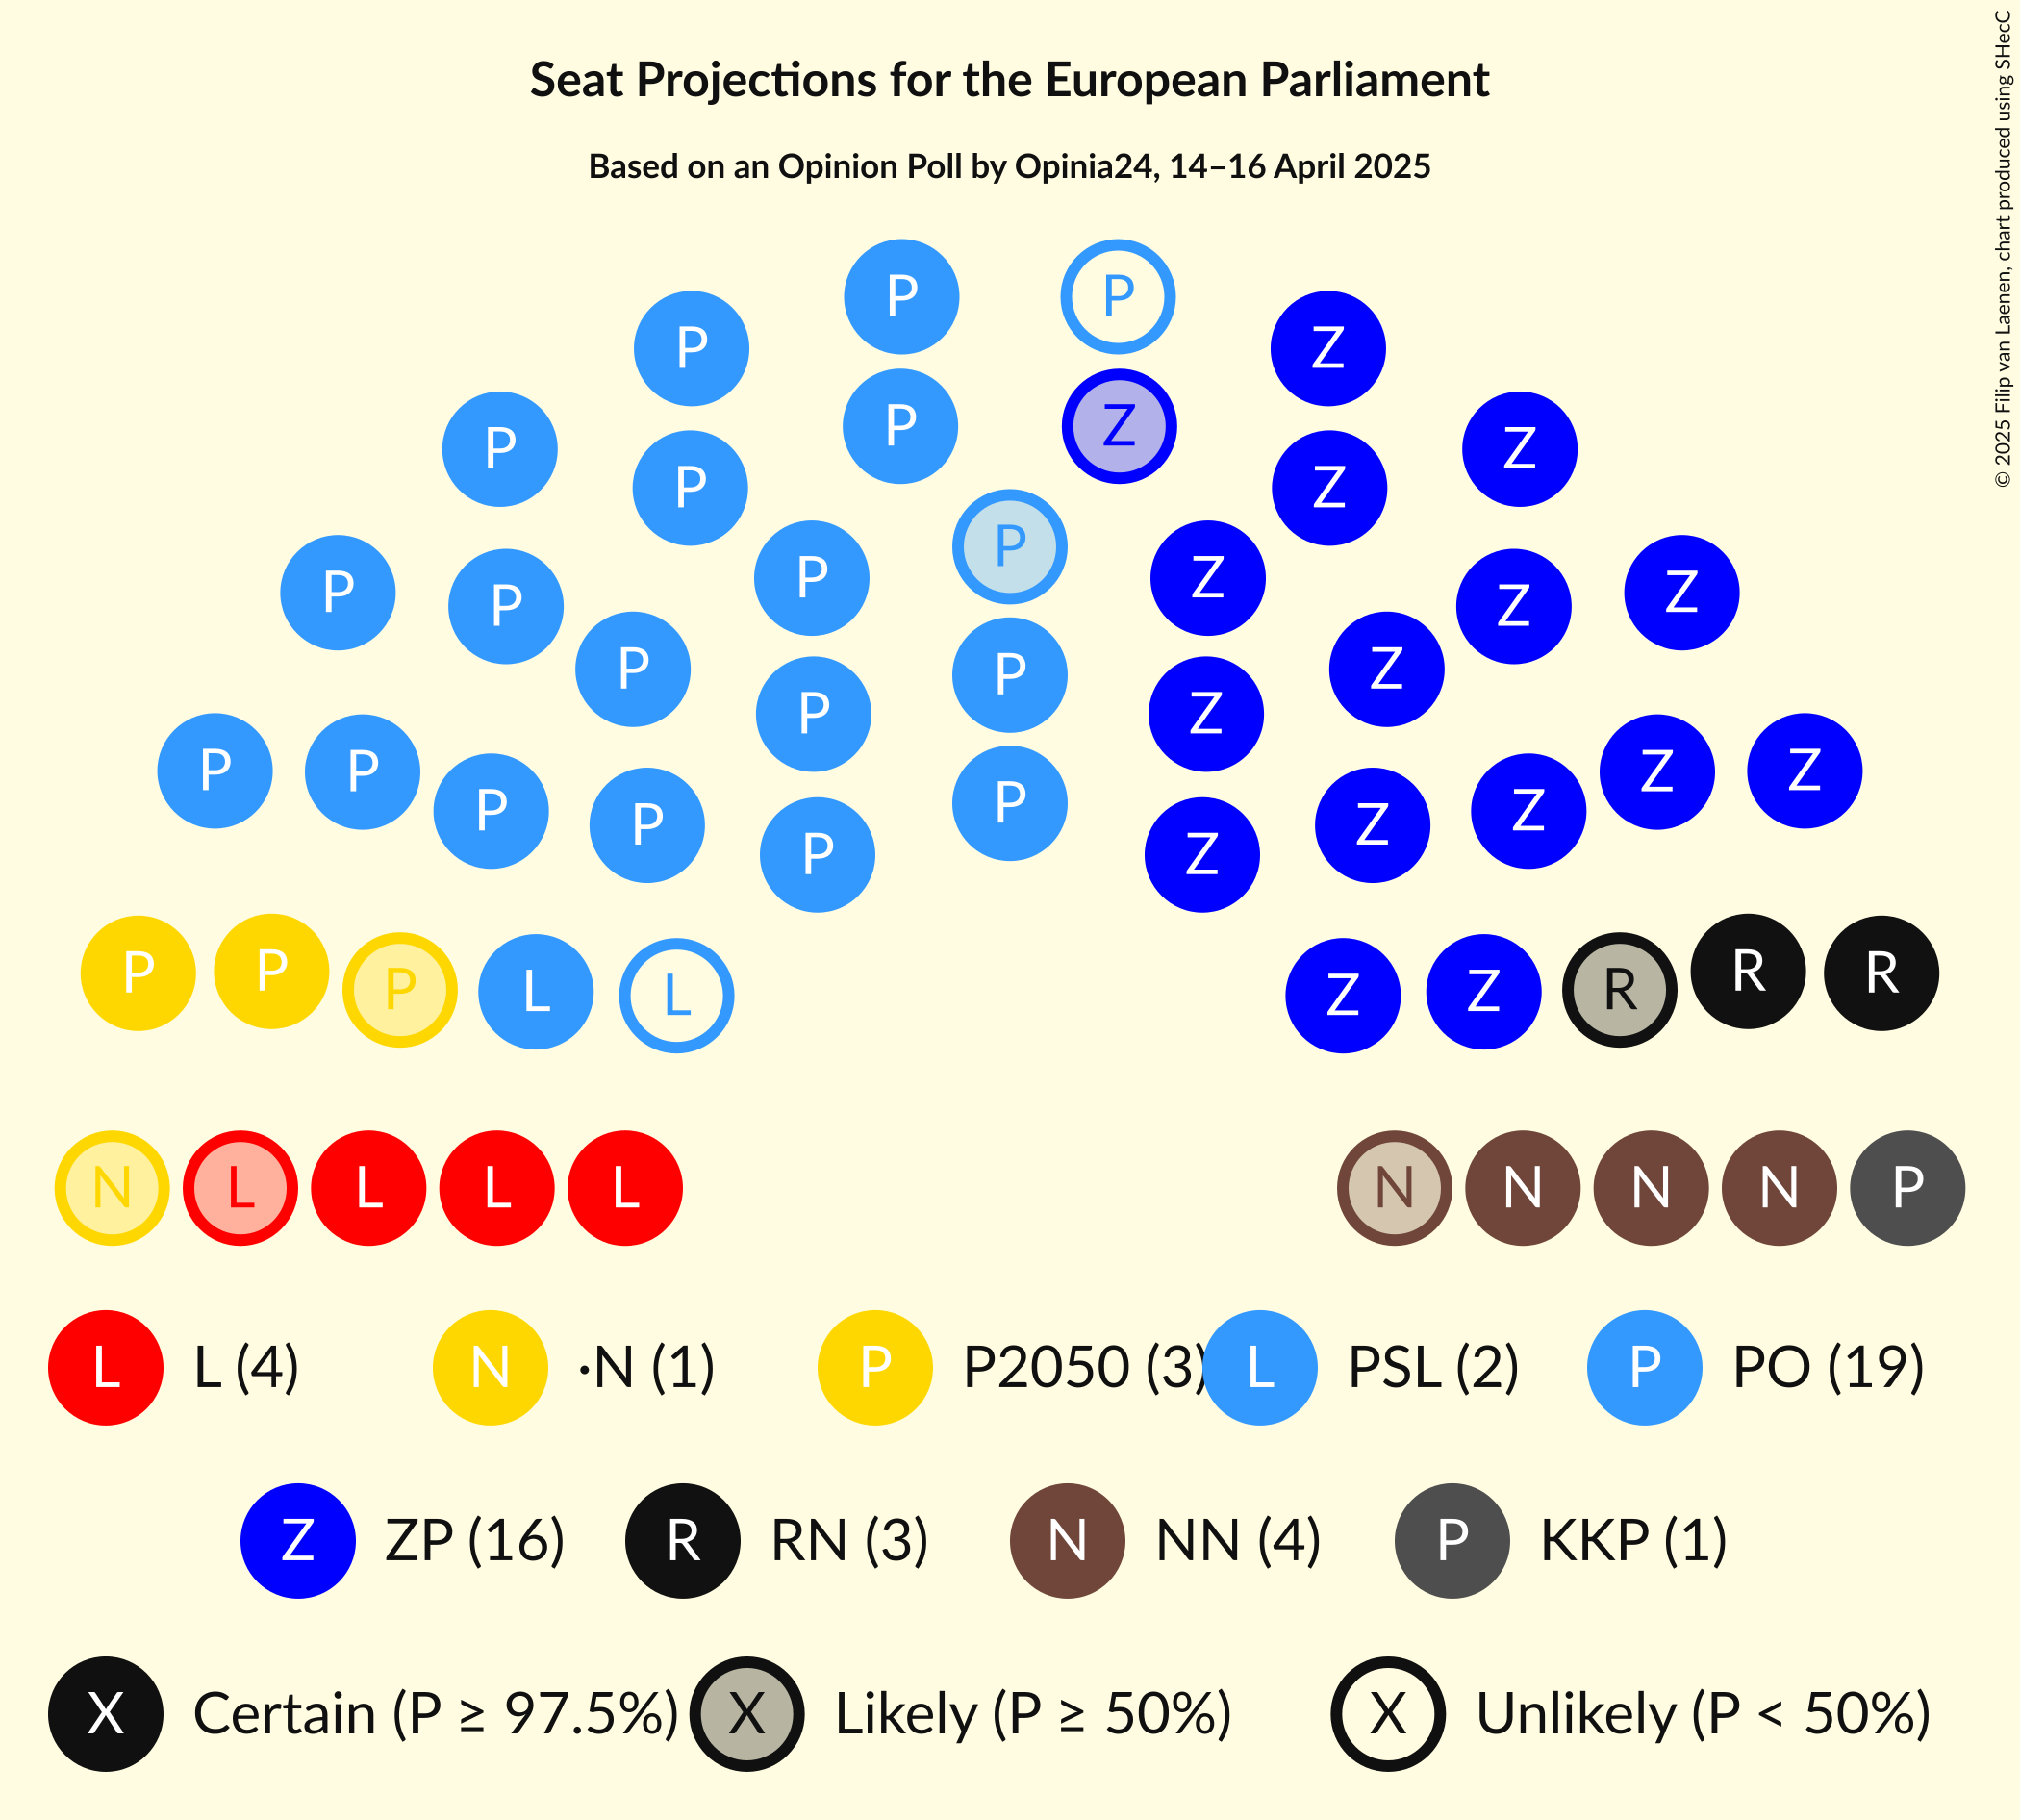 Seat Projections for the European Parliament
Based on an Opinion Poll by Opinia24, 14–16 April 2025
© 2025 Filip van Laenen, chart produced using SHecC
P P
P Z
P P Z
P Z
P Z
P
P Z
P P Z Z
P Z
P
P Z
P Z
P P Z Z
P
P Z
P Z
P Z
P P P L L Z Z R R R
N L L L L N N N N P
L L (4) N ·N (1) P P2050 (3) L PSL (2) P PO (19)
Z ZP (16) R RN (3) N NN (4) P KKP (1)
X Certain (P ≥ 97.5%) X Likely (P ≥ 50%) X Unlikely (P < 50%)